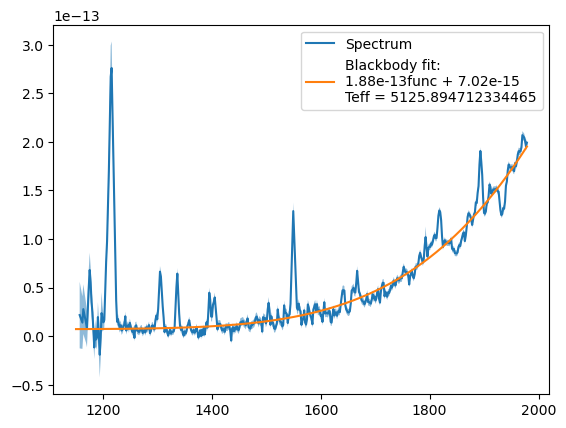 1e−13
3.0
2.5
2.0
1.5
1.0
0.5
0.0
−0.5
Spectrum
Blackbody fit:
1.88e-13func + 7.02e-15
Teff = 5125.894712334465
1200 1400 1600 1800 2000